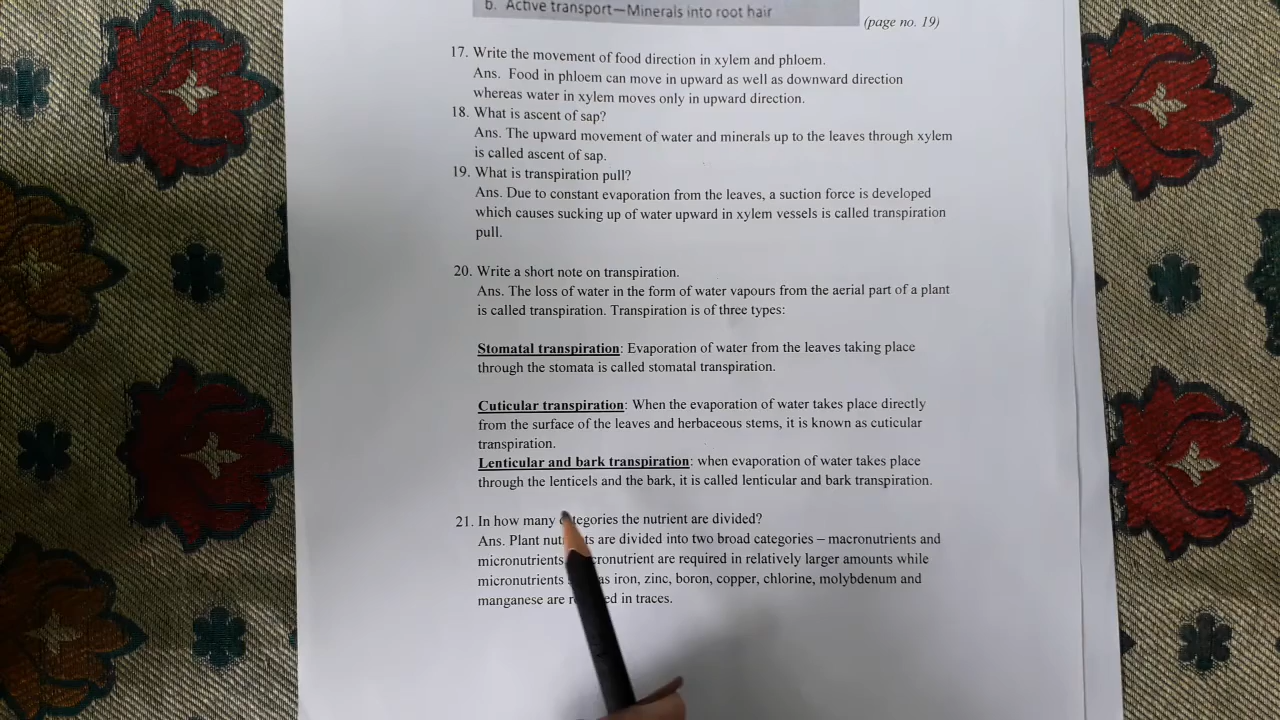 b. Active transport—Minerals into root hair
(page no. 19)
17. Write the movement of food direction in xylem and phloem.
Ans. Food in phloem can move in upward as well as downward direction
whereas water in xylem moves only in upward direction.
18. What is ascent of sap?
Ans. The upward movement of water and minerals up to the leaves through xylem
is called ascent of sap.
19. What is transpiration pull?
Ans. Due to constant evaporation from the leaves, a suction force is developed
which causes sucking up of water upward in xylem vessels is called transpiration
pull.
20. Write a short note on transpiration.
Ans. The loss of water in the form of water vapours from the aerial part of a plant
is called transpiration. Transpiration is of three types:
Stomatal transpiration: Evaporation of water from the leaves taking place
through the stomata is called stomatal transpiration.
Cuticular transpiration: When the evaporation of water takes place directly
from the surface of the leaves and herbaceous stems, it is known as cuticular
transpiration.
Lenticular and bark transpiration: when evaporation of water takes place
through the lenticels and the bark, it is called lenticular and bark transpiration.
21. In how many categories the nutrient are divided?
Ans. Plant are divided into two broad categories – macronutrients and
micronutrients are required in relatively larger amounts while
micronutrients as iron, zinc, boron, copper, chlorine, molybdenum and
manganese are in traces.